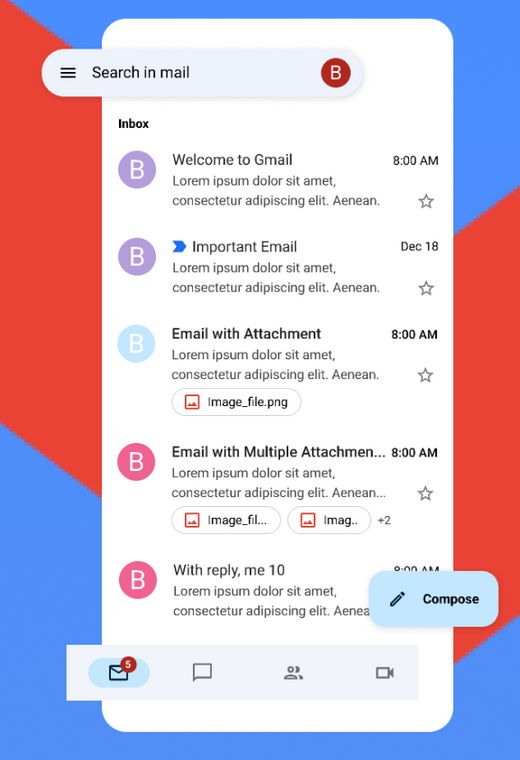 Search in mail
B
Inbox
B
Welcome to Gmail
8:00 AM
Lorem ipsum dolor sit amet,
consectetur adipiscing elit. Aenean.
B
Important Email
Dec 18
Lorem ipsum dolor sit amet,
consectetur adipiscing elit. Aenean.
B
Email with Attachment
8:00 AM
Lorem ipsum dolor sit amet,
consectetur adipiscing elit. Aenean.
Image_file.png
B
Email with Multiple Attachmen...
8:00 AM
Lorem ipsum dolor sit amet,
consectetur adipiscing elit. Aenean...
Image_fil...
Imag..
+2
B
With reply, me 10
8:00 AM
Lorem ipsum dolor sit amet,
consectetur adipiscing elit. Aenea
Compose
5